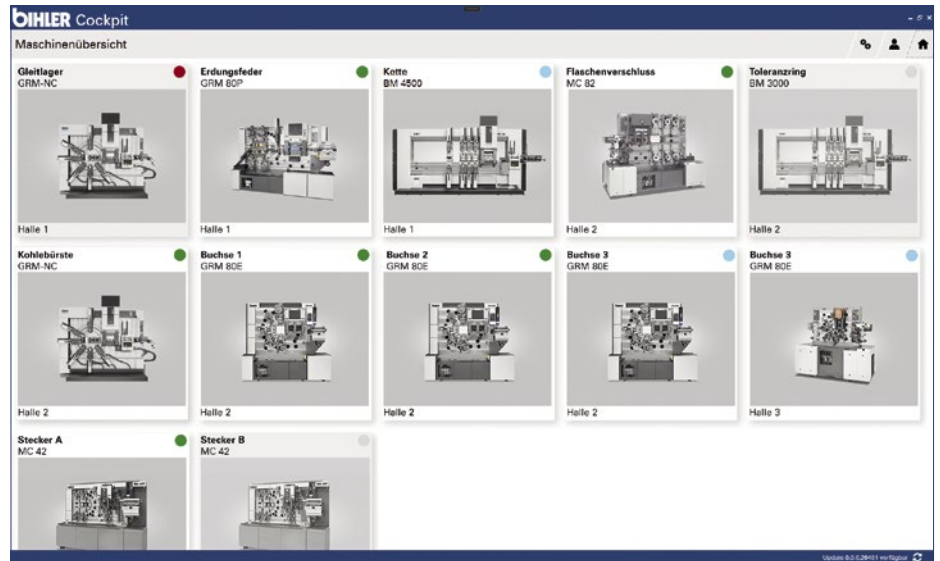 BIHLER Cockpit
Maschinenübersicht
Gleitlager
GRM-NC
Halle 1
Erdungsfeder
GRM 80P
Halle 1
Kette
BM 4500
Halle 1
Flaschenverschluss
MC 82
Halle 2
Toleranzring
BM 3000
Halle 2
Kohlebürste
GRM-NC
Halle 2
Buchse 1
GRM 80E
Halle 2
Buchse 2
GRM 80E
Halle 2
Buchse 3
GRM 80E
Halle 2
Buchse 3
GRM 80E
Halle 3
Stecker A
MC 42
Stecker B
MC 42
verfügbar